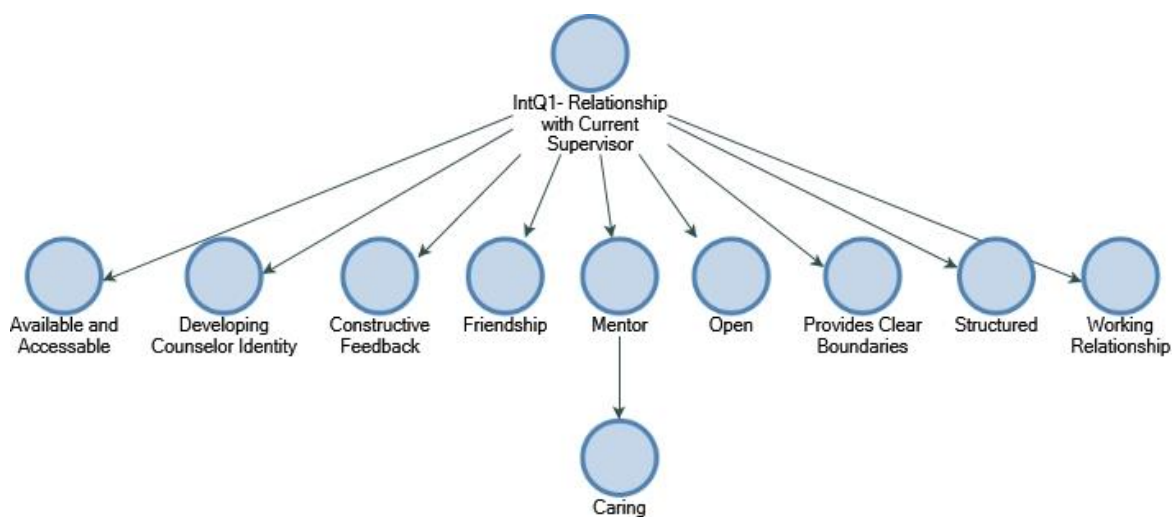 IntQ1- Relationship
with Current
Supervisor
Available and
Accessable
Developing
Counselor Identity
Constructive
Feedback
Friendship
Mentor
Open
Provides Clear
Boundaries
Structured
Working
Relationship
Caring